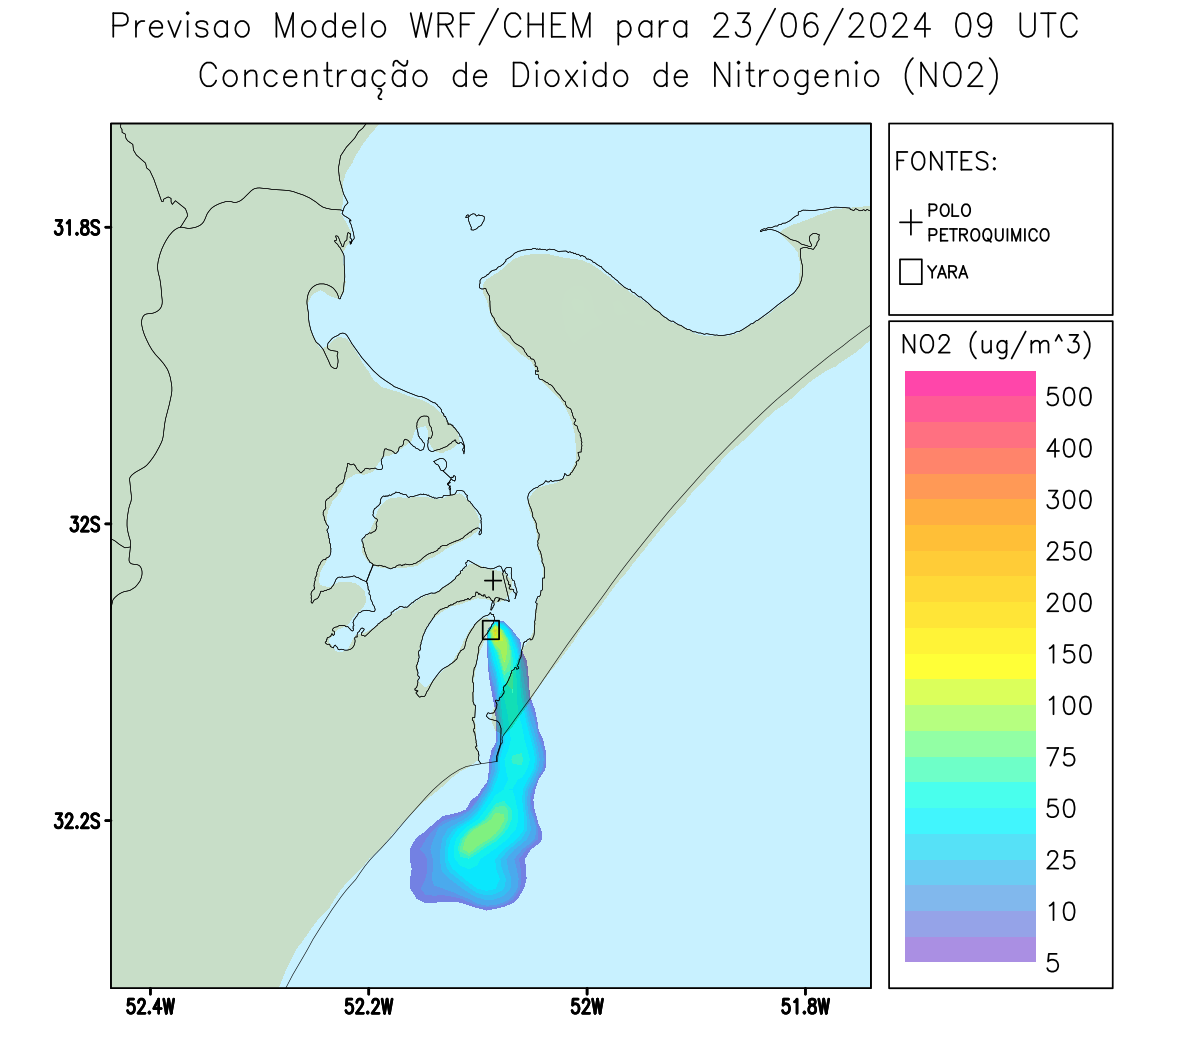 Previsao Modelo WRF/CHEM para 23/06/2024 09 UTC
Concentração de Dioxido de Nitrogenio (NO2)
FONTES:
POLO
PETROQUIMICO
YARA
NO2 (ug/m^3)
500
400
300
250
200
150
100
75
50
25
10
5
31.8S
32S
32.2S
52.4W
52.2W
52W
51.8W